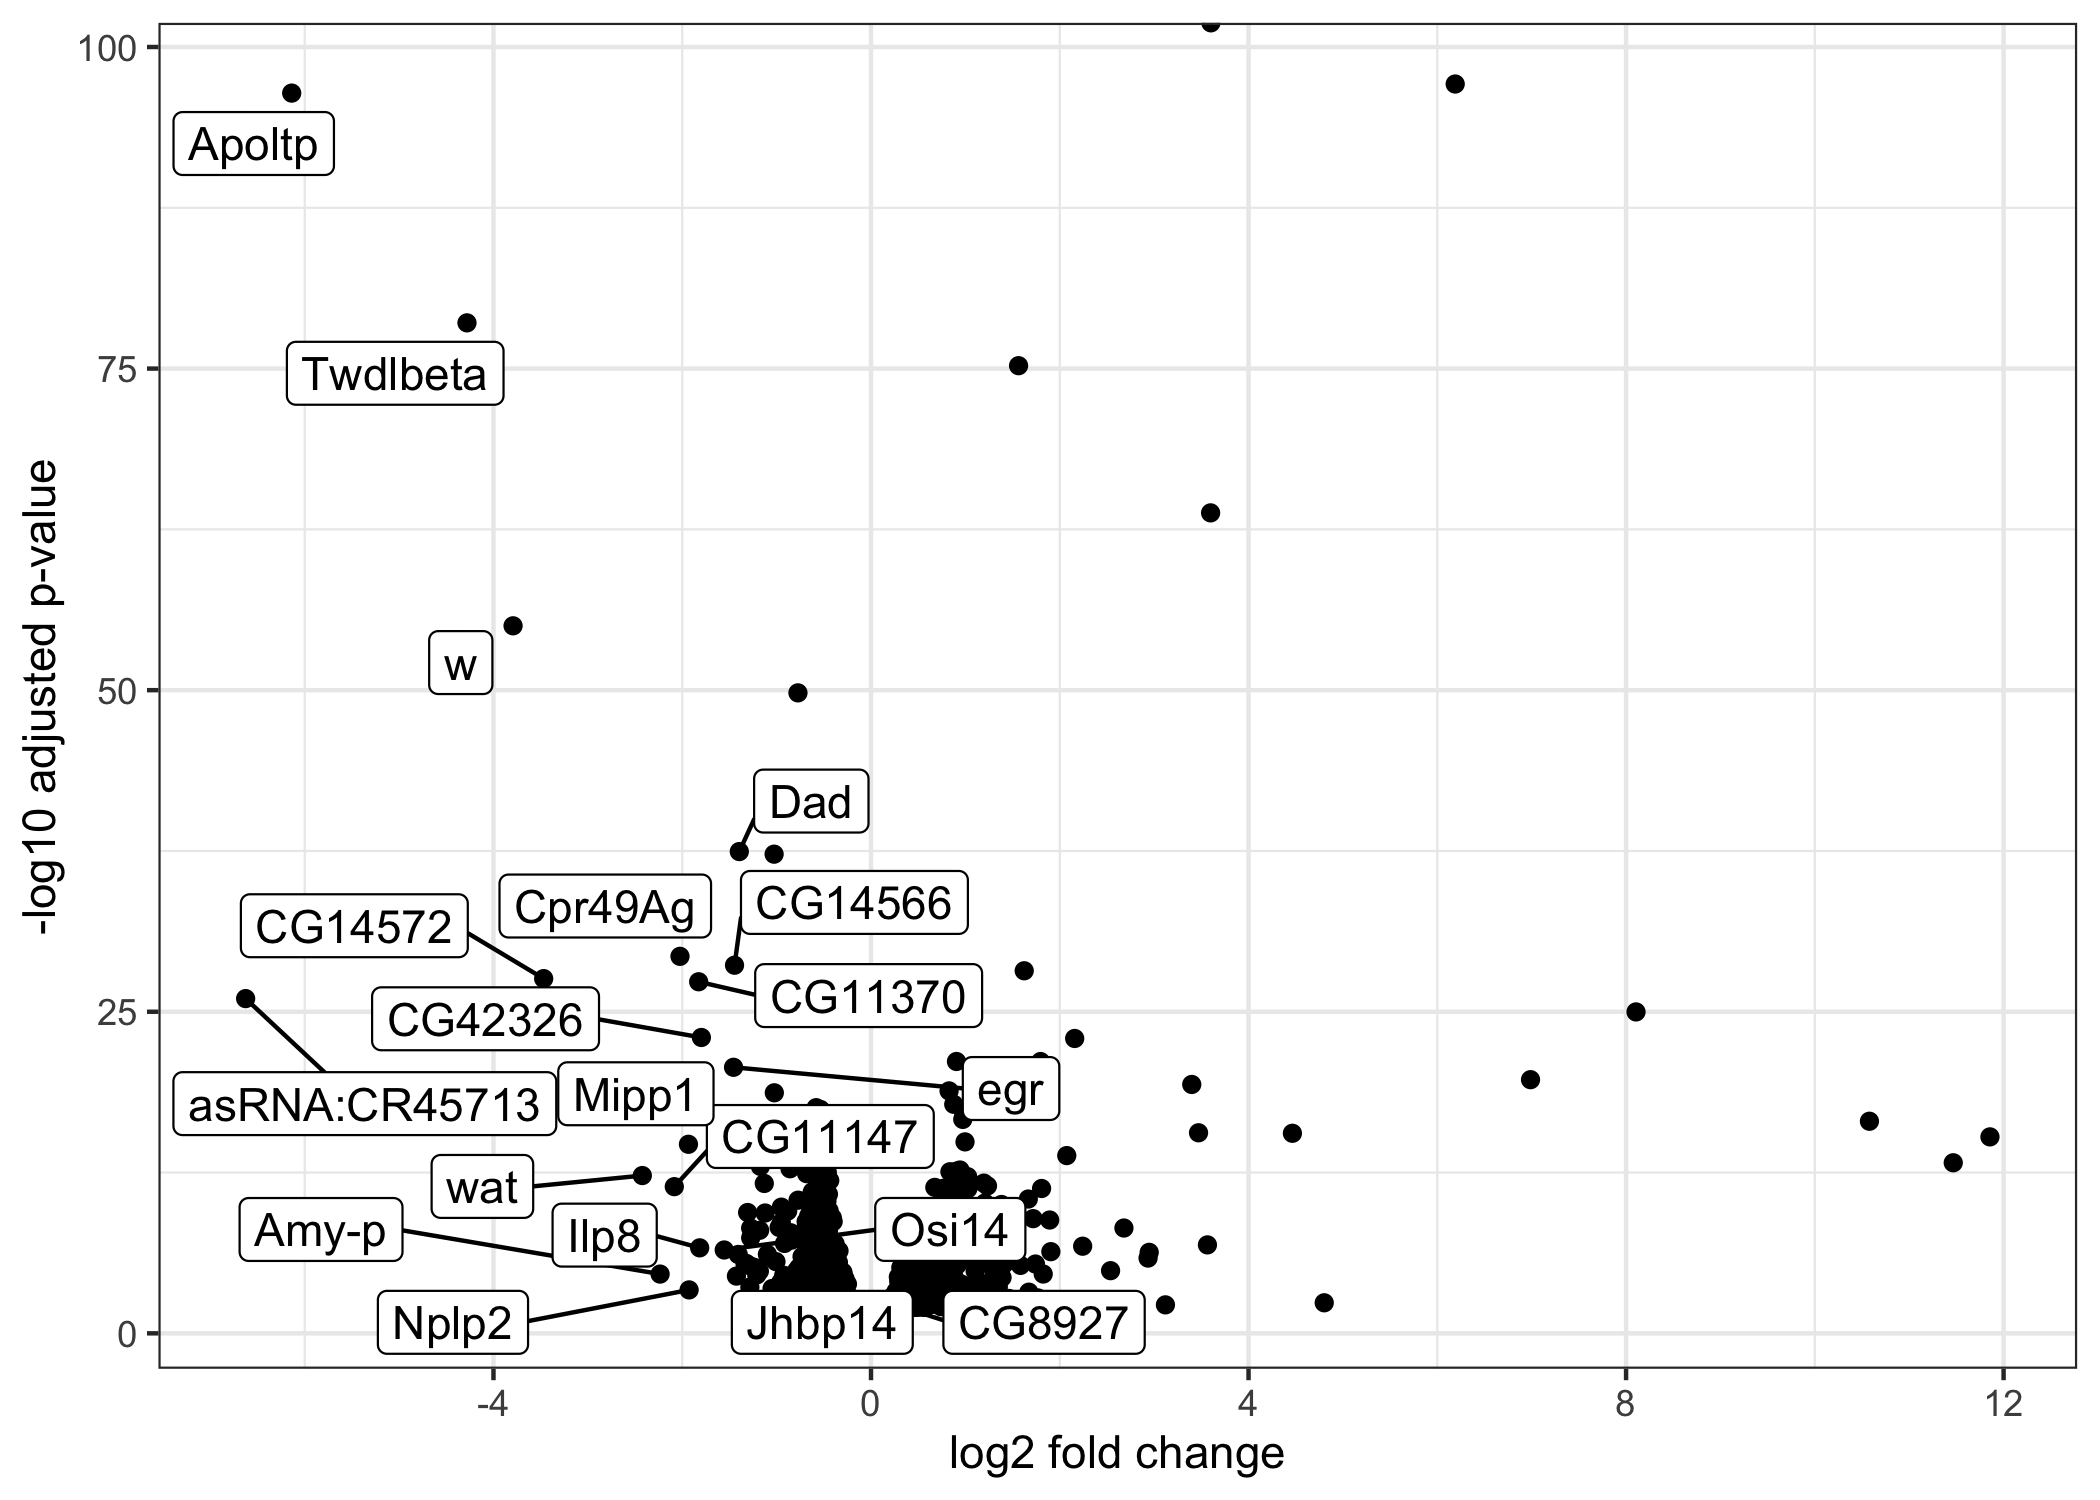 100
Apoltp
75
Twdlbeta
w
50
Dad
Cpr49Ag
CG14566
CG14572
CG11370
25
CG42326
egr
Mipp1
asRNA:CR45713
CG11147
wat
Amy-p
Ilp8
Osi14
Nplp2
Jhbp14
CG8927
0
-4
0
4
8
12
log2 fold change
-log10 adjusted p-value